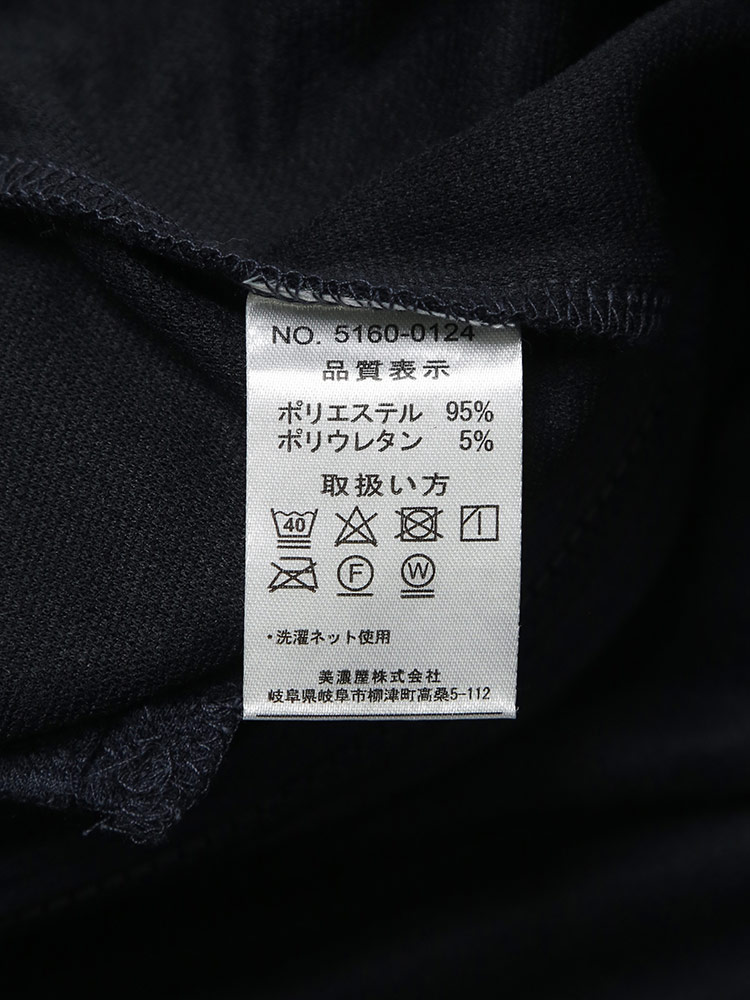 NO. 5160-0124
品質表示
ポリエステル 95%
ポリウレタン 5%
取扱い方
40
F W
・洗濯ネット使用
美濃屋株式会社
岐阜県岐阜市柳津町高桑5-112